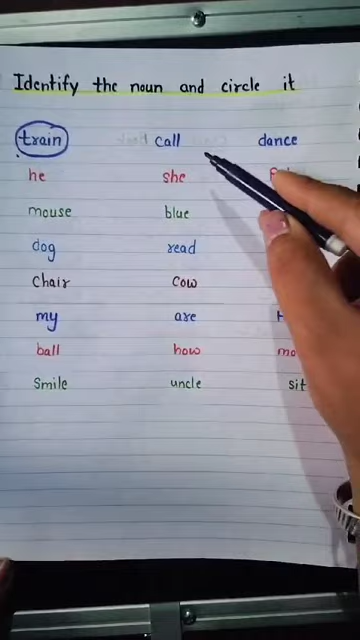 Identify the noun and circle it
train call dance
he she
mouse blue
dog read
chair cow
my are
ball how
smile uncle sit